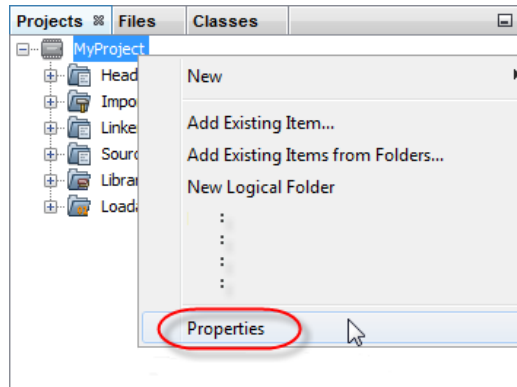 Projects Files Classes
MyProject
Head
New
Impo
Linke
Add Existing Item...
Sourc
Add Existing Items from Folders...
Librar
New Logical Folder
Loada
:
:
:
:
Properties